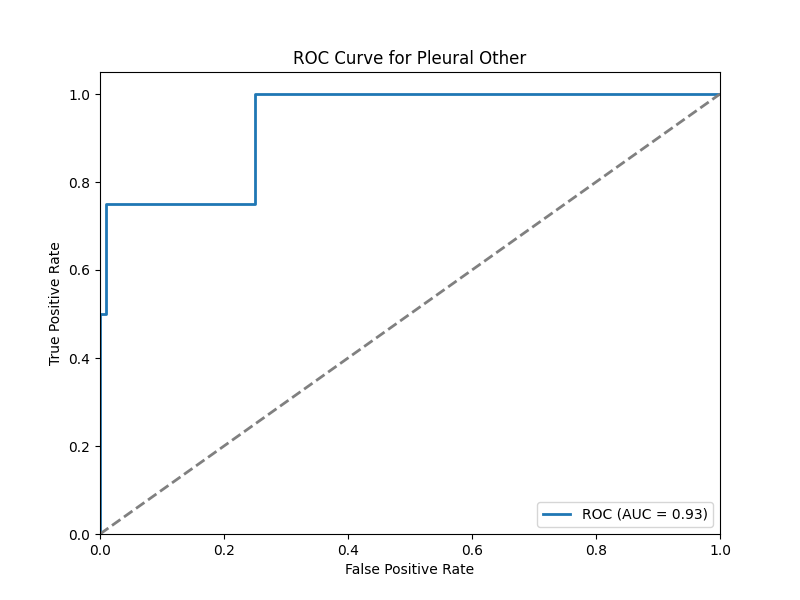 ROC Curve for Pleural Other
True Positive Rate
1.0
0.8
0.6
0.4
0.2
0.0
0.0 0.2 0.4 0.6 0.8 1.0
False Positive Rate
ROC (AUC = 0.93)